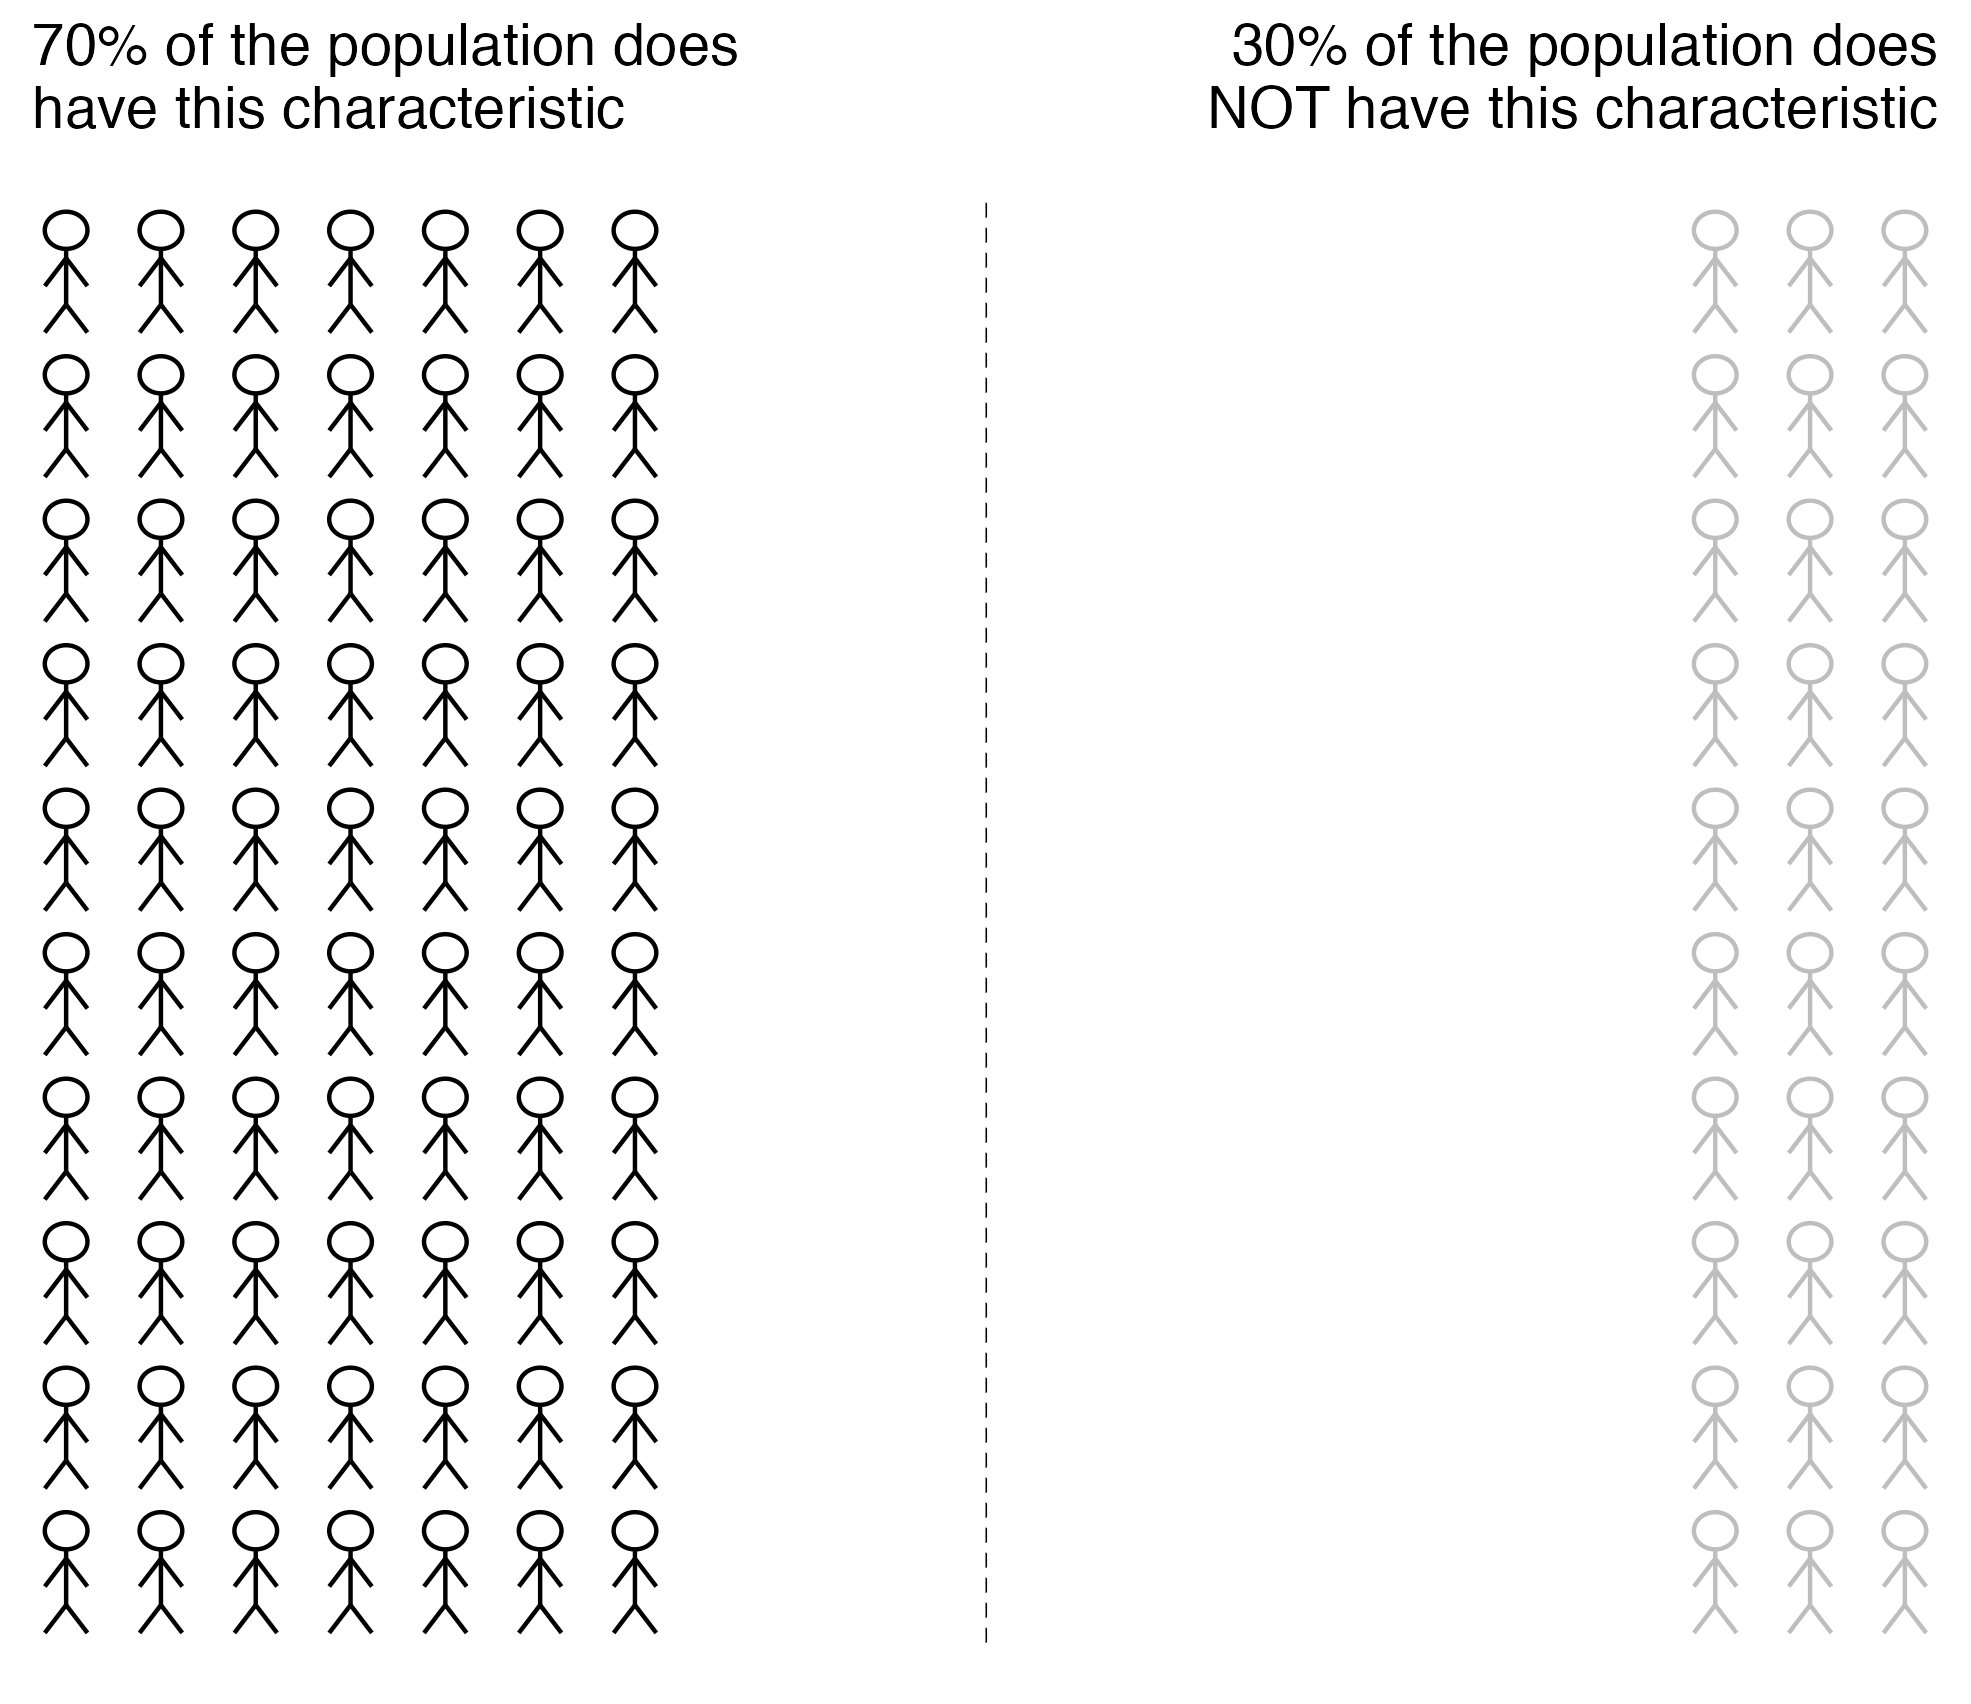 70% of the population does
have this characteristic
30% of the population does
NOT have this characteristic